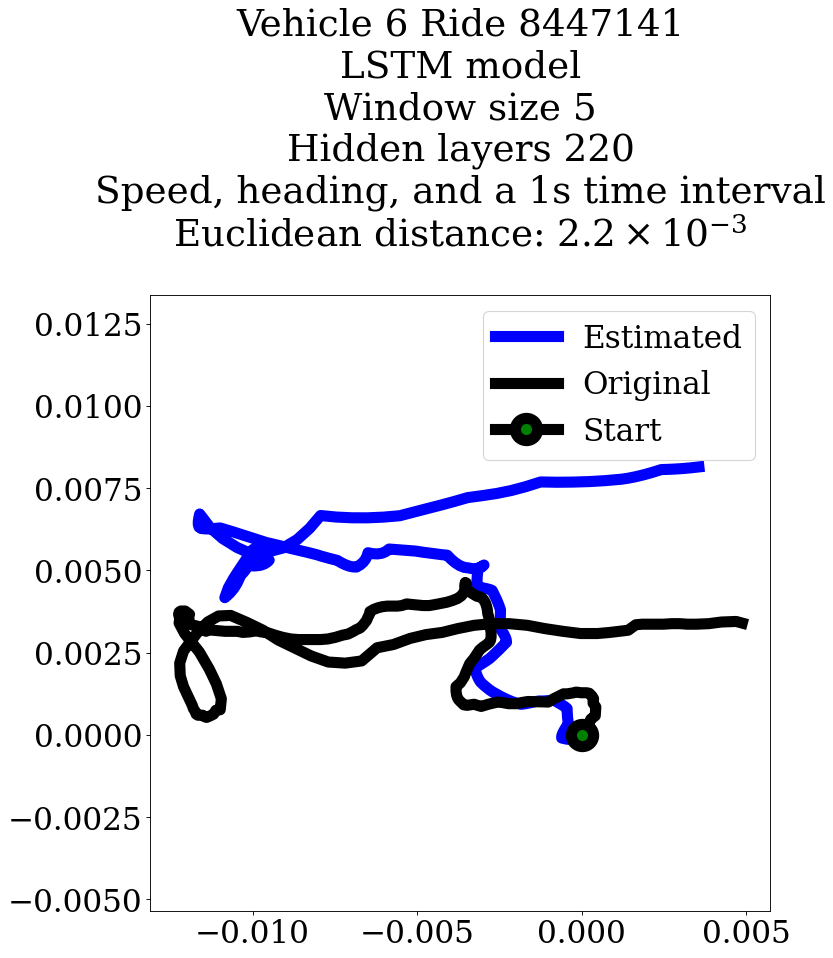 Vehicle 6 Ride 8447141
LSTM model
Window size 5
Hidden layers 220
Speed, heading, and a 1s time interval
Euclidean distance: 2.2 × 10⁻³
Estimated
Original
Start
0.0125
0.0100
0.0075
0.0050
0.0025
0.0000
−0.0025
−0.0050
−0.010 −0.005 0.000 0.005